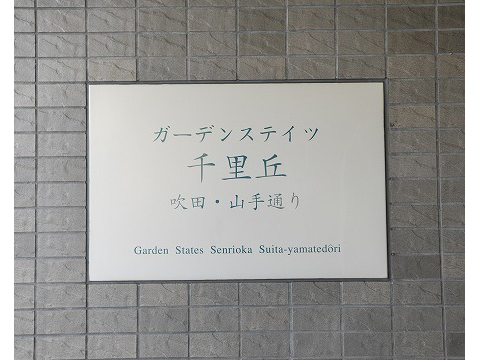 ガーデンステイツ
千里丘
吹田・山手通り
Garden States Senrioka Suita-yamatedōri